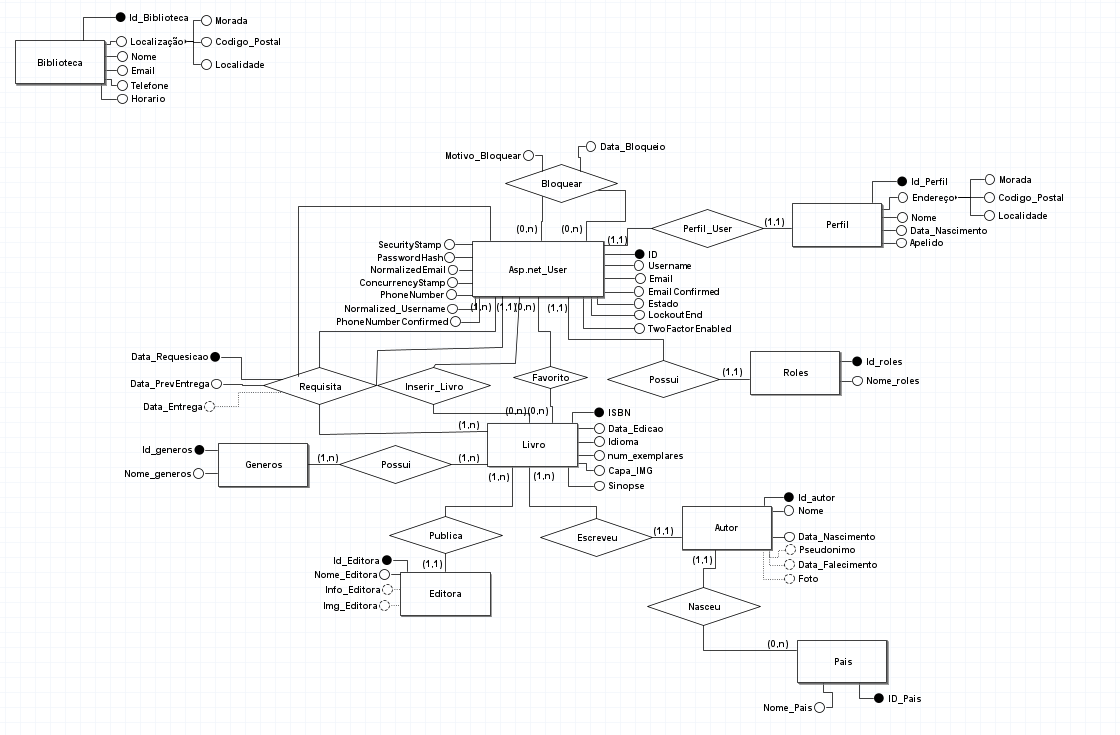 Id_Biblioteca
Morada
Localização
Codigo_Postal
Biblioteca
Nome
Localidade
Email
Telefone
Horario
Motivo_Bloquear
Data_Bloqueio
Bloquear
Id_Perfil
Morada
Endereço
Codigo_Postal
Localidade
Perfil
Nome
Data_Nascimento
Apelido
Perfil_User
(1,1)
(0,n)
(0,n)
(1,1)
SecurityStamp
PasswordHash
NormalizedEmail
ConcurrencyStamp
PhoneNumber
Normalized_Username
PhoneNumberConfirmed
Asp.net_User
ID
Username
Email
EmailConfirmed
Estado
LockoutEnd
TwoFactorEnabled
(1,n)
(1,1)
(0,n)
(1,1)
Data_Requesicao
Data_PrevEntrega
Data_Entrega
Requisita
Inserir_Livro
Favorito
Possui
(1,1)
Roles
Id_roles
Nome_roles
(0,n)
(0,n)
(1,n)
ISBN
Data_Edicao
Idioma
num_exemplares
Capa_IMG
Sinopse
Livro
Id_generos
Nome_generos
Generos
(1,n)
Possui
(1,n)
(1,n)
(1,n)
Publica
Escreveu
(1,1)
Id_autor
Nome
Autor
Data_Nascimento
Pseudonimo
Data_Falecimento
Foto
(1,1)
Id_Editora
Nome_Editora
Info_Editora
Img_Editora
Editora
(1,1)
Nasceu
(0,n)
Pais
ID_Pais
Nome_Pais